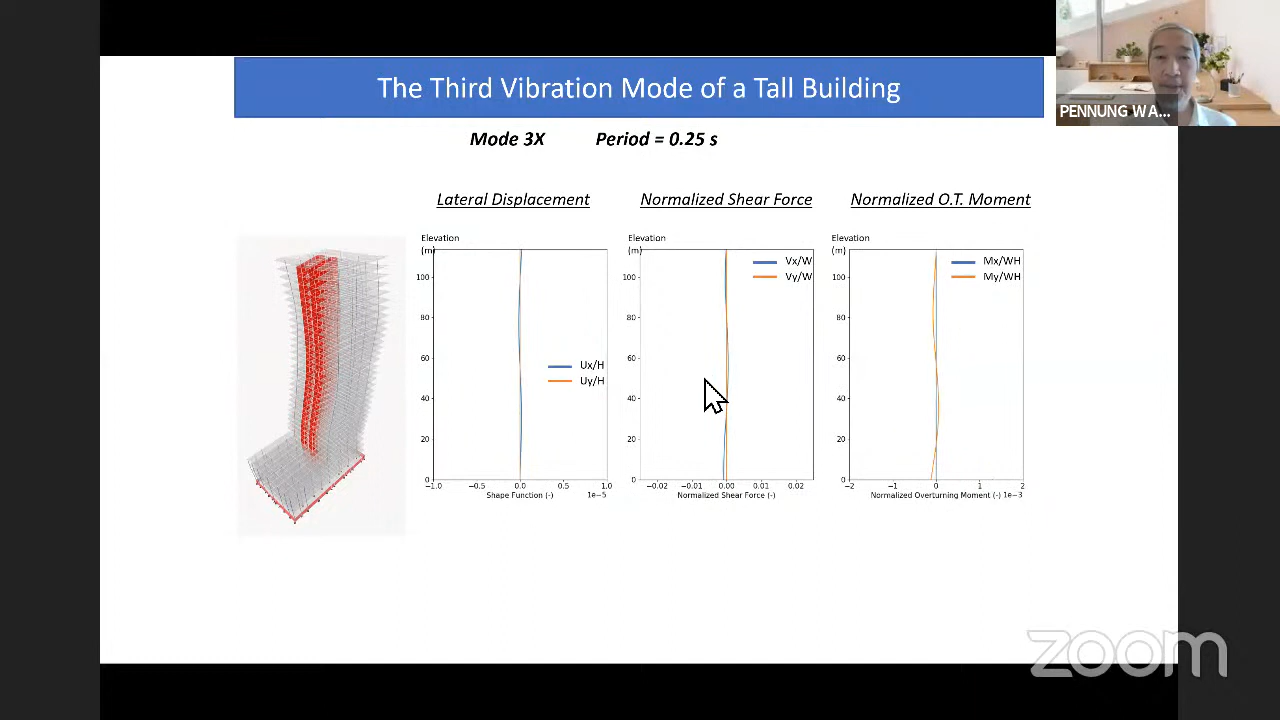 The Third Vibration Mode of a Tall Building
PENNUNG WA...
Mode 3X Period = 0.25 s
Lateral Displacement
Normalized Shear Force
Normalized O.T. Moment
Elevation
(m)
100
80
60
40
20
0
Ux/H
Uy/H
-1.0 -0.5 0.0 0.5 1.0
Shape Function (-) 1e-5
Elevation
(m)
100
80
60
40
20
0
Vx/W
Vy/W
-0.02 -0.01 0.00 0.01 0.02
Normalized Shear Force (-)
Elevation
(m)
100
80
60
40
20
0
Mx/WH
My/WH
-2 -1 0 1 2
Normalized Overturning Moment (-) 1e-3
zoom